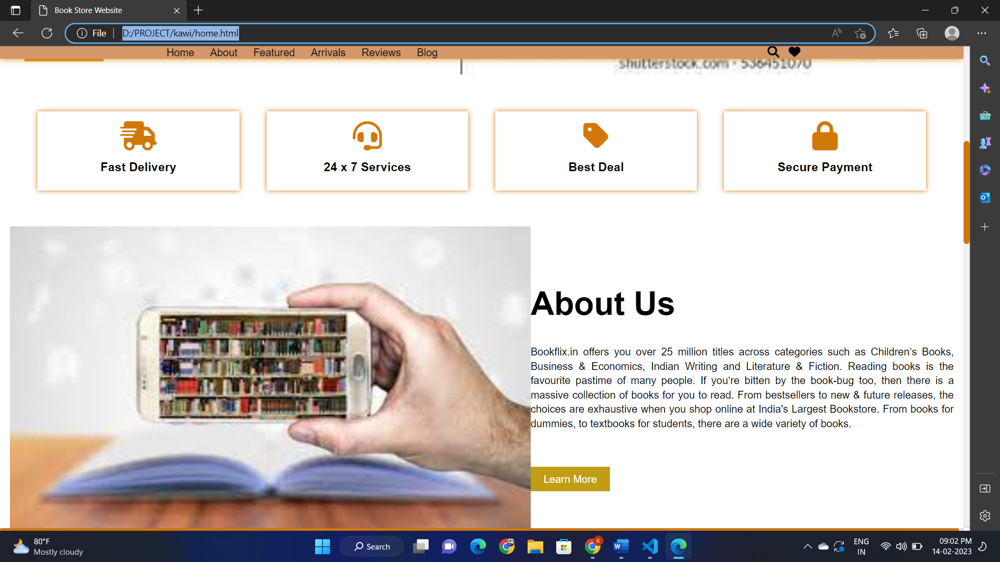 Book Store Website
File
D:/PROJECT/kawi/home.html
Home About Featured Arrivals Reviews Blog
shutterstock.com · 536451070
Fast Delivery
24 x 7 Services
Best Deal
Secure Payment
About Us
Bookflix.in offers you over 25 million titles across categories such as Children’s Books,
Business & Economics, Indian Writing and Literature & Fiction. Reading books is the
favourite pastime of many people. If you’re bitten by the book-bug too, then there is a
massive collection of books for you to read. From bestsellers to new & future releases, the
choices are exhaustive when you shop online at India's Largest Bookstore. From books for
dummies, to textbooks for students, there are a wide variety of books.
Learn More
80°F
Mostly cloudy
Search
K
W
ENG
IN
09:02 PM
14-02-2023